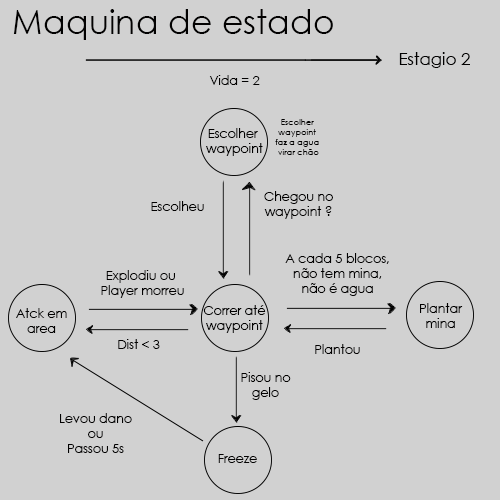 Maquina de estado
Estagio 2
Vida = 2
Escolher
waypoint
Escolher
waypoint
faz a agua
virar chão
Escolheu
Chegou no
waypoint ?
A cada 5 blocos,
não tem mina,
não é agua
Explodiu ou
Player morreu
Atck em
area
Correr até
waypoint
Plantar
mina
Dist < 3
Plantou
Pisou no
gelo
Levou dano
ou
Passou 5s
Freeze